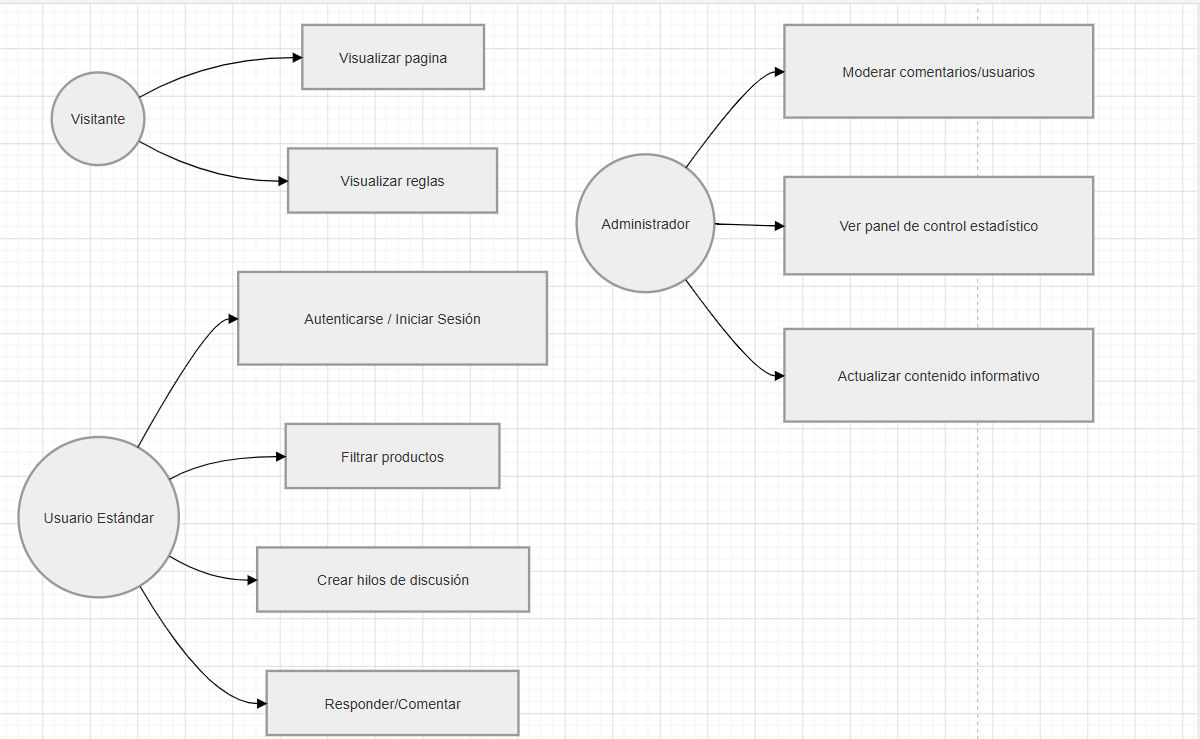 Visitante
Visualizar pagina
Visualizar reglas
Usuario Estándar
Autenticarse / Iniciar Sesión
Filtrar productos
Crear hilos de discusión
Responder/Comentar
Administrador
Moderar comentarios/usuarios
Ver panel de control estadístico
Actualizar contenido informativo